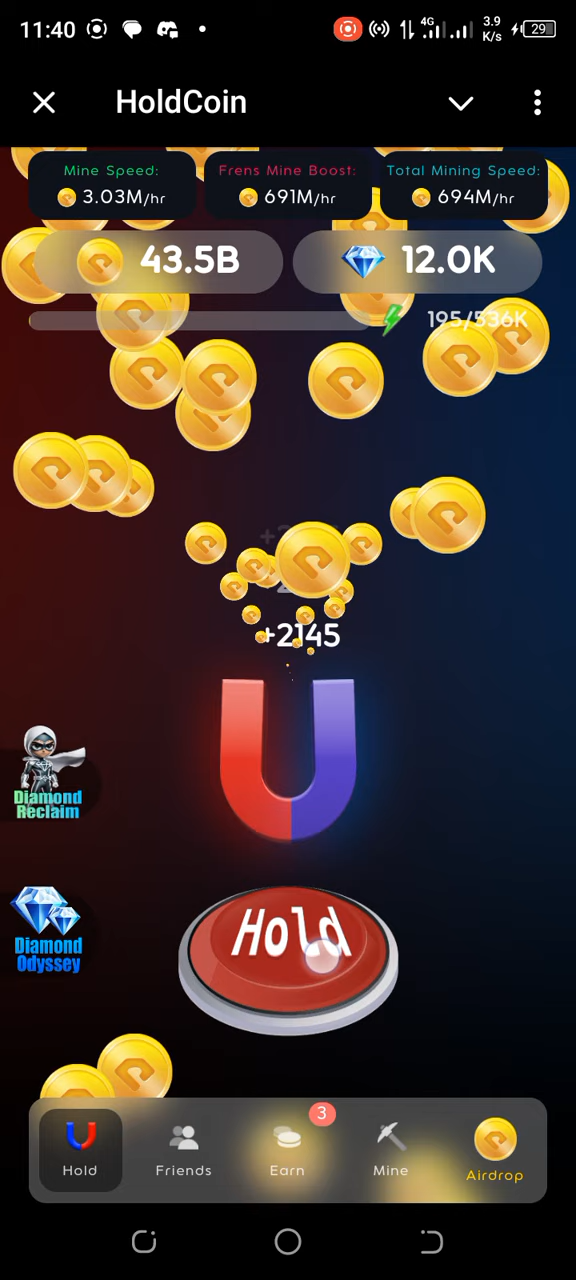 11:40
4G
3.9
K/s
29
HoldCoin
Mine Speed:
3.03M/hr
Frens Mine Boost:
691M/hr
Total Mining Speed:
694M/hr
43.5B
12.0K
195/536K
+2145
Diamond
Reclaim
Hold
Diamond
Odyssey
3
Hold
Friends
Earn
Mine
Airdrop